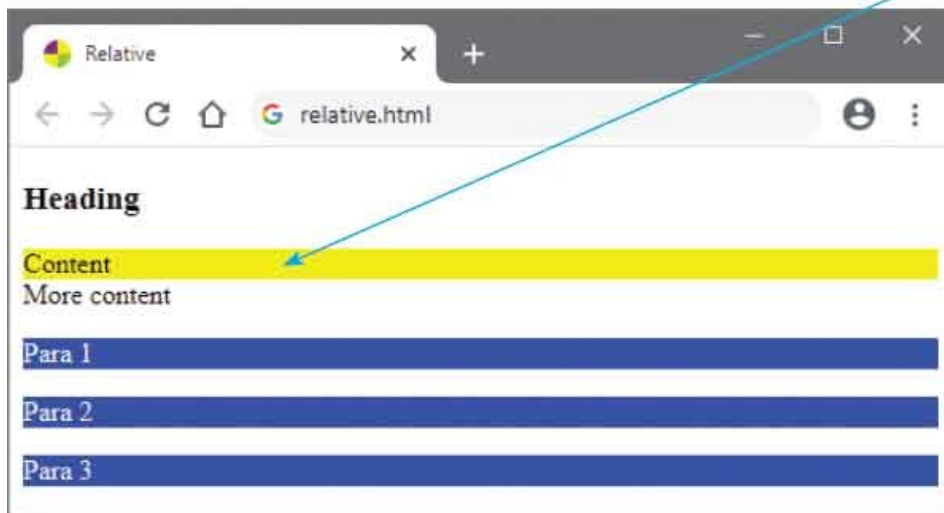 Relative
relative.html
Heading
Content
More content
Para 1
Para 2
Para 3